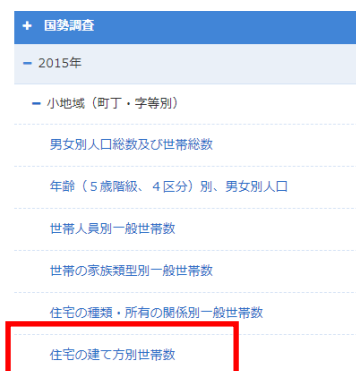 + 国勢調査
− 2015年
− 小地域（町丁・字等別）
男女別人口総数及び世帯総数
年齢（５歳階級、４区分）別、男女別人口
世帯人員別一般世帯数
世帯の家族類型別一般世帯数
住宅の種類・所有の関係別一般世帯数
住宅の建て方別世帯数